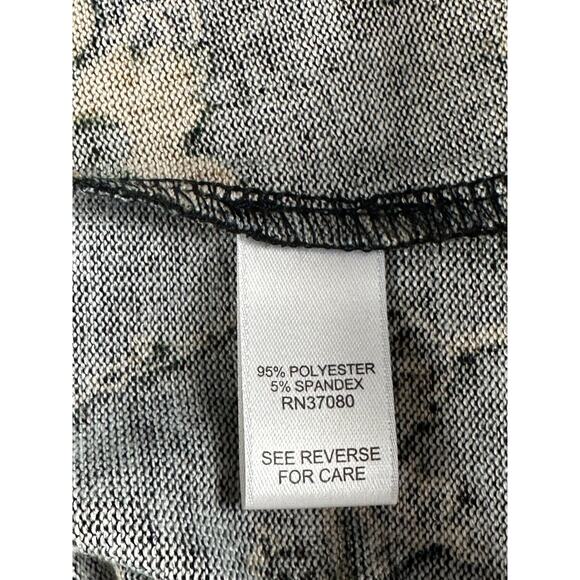 95% POLYESTER
5% SPANDEX
RN37080
SEE REVERSE
FOR CARE